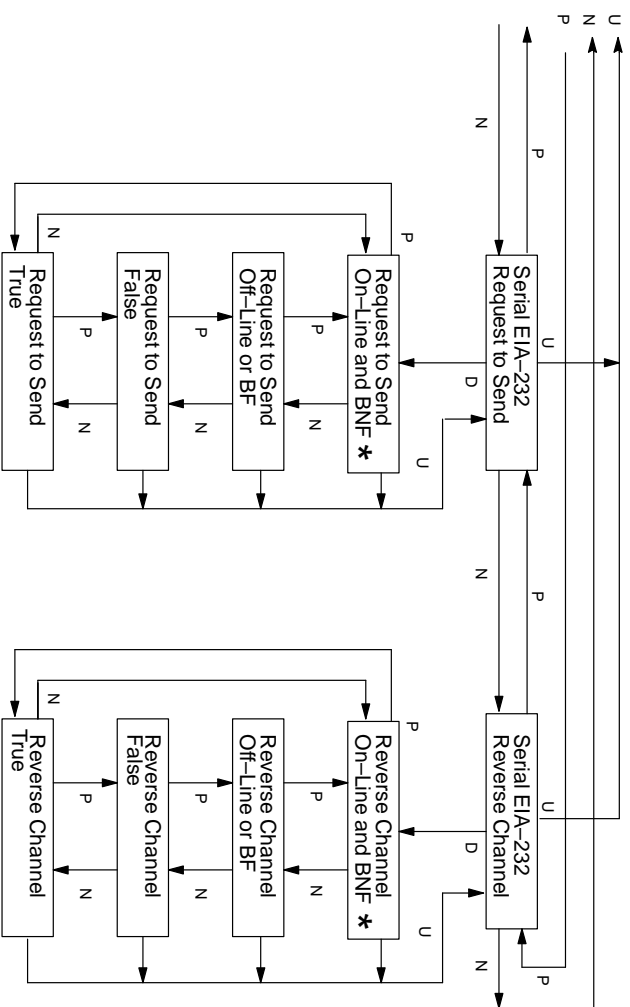 U
N
P
U
U
P
P
P
Serial EIA–232
Request to Send
Serial EIA–232
Reverse Channel
N
N
N
D
D
U
U
P
P
Request to Send
On–Line and BNF *
Reverse Channel
On–Line and BNF *
P
N
P
N
Request to Send
Off–Line or BF
Reverse Channel
Off–Line or BF
P
N
P
N
Request to Send
False
Reverse Channel
False
P
N
P
N
N
N
Request to Send
True
Reverse Channel
True